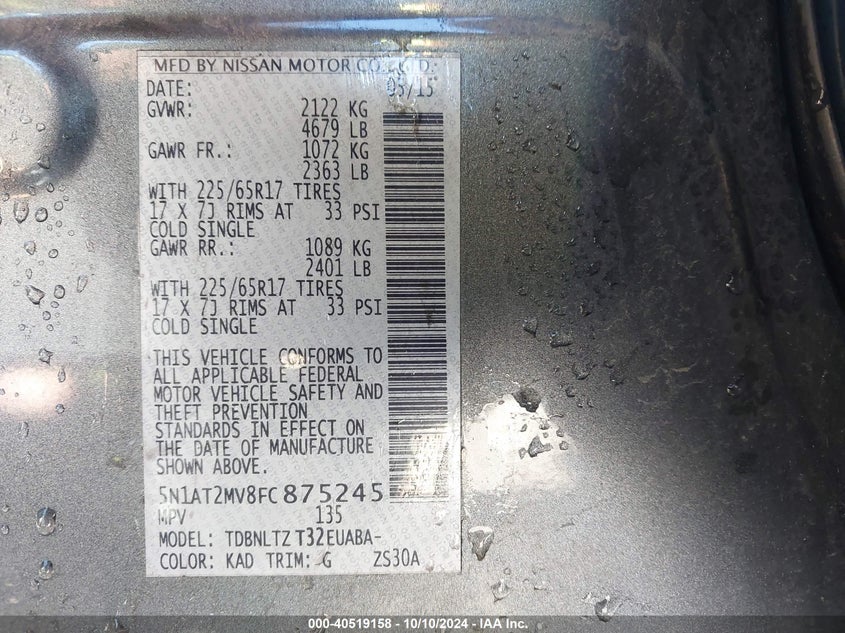 MFD BY NISSAN MOTOR CO., LTD.
DATE: 03/15
GVWR: 2122 KG
4679 LB
GAWR FR.: 1072 KG
2363 LB
WITH 225/65R17 TIRES
17 X 7J RIMS AT 33 PSI
COLD SINGLE
GAWR RR.: 1089 KG
2401 LB
WITH 225/65R17 TIRES
17 X 7J RIMS AT 33 PSI
COLD SINGLE
THIS VEHICLE CONFORMS TO
ALL APPLICABLE FEDERAL
MOTOR VEHICLE SAFETY AND
THEFT PREVENTION
STANDARDS IN EFFECT ON
THE DATE OF MANUFACTURE
SHOWN ABOVE.
5N1AT2MV8FC875245
MPV 135
MODEL: TDBNLTZ T32EUABA-
COLOR: KAD TRIM: G ZS30A
000-40519158 - 10/10/2024 - IAA Inc.